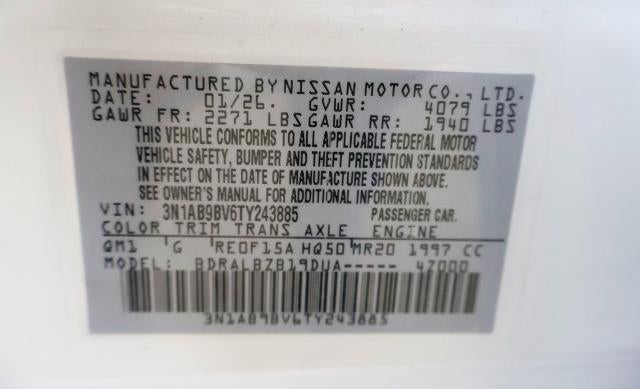 MANUFACTURED BY NISSAN MOTOR CO., LTD.
DATE: 01/26. GVWR: 4079 LBS
GAWR FR: 2271 LBS GAWR RR: 1940 LBS
THIS VEHICLE CONFORMS TO ALL APPLICABLE FEDERAL MOTOR
VEHICLE SAFETY, BUMPER AND THEFT PREVENTION STANDARDS
IN EFFECT ON THE DATE OF MANUFACTURE SHOWN ABOVE.
SEE OWNER'S MANUAL FOR ADDITIONAL INFORMATION.
VIN: 3N1AB9BV6TY243885 PASSENGER CAR.
COLOR TRIM TRANS AXLE ENGINE
QM1 G RE0F15A HQ50 MR20 1997 CC
MODEL: BDRALBZB19DUA----- 4Z000
3N1AB9BV6TY243885